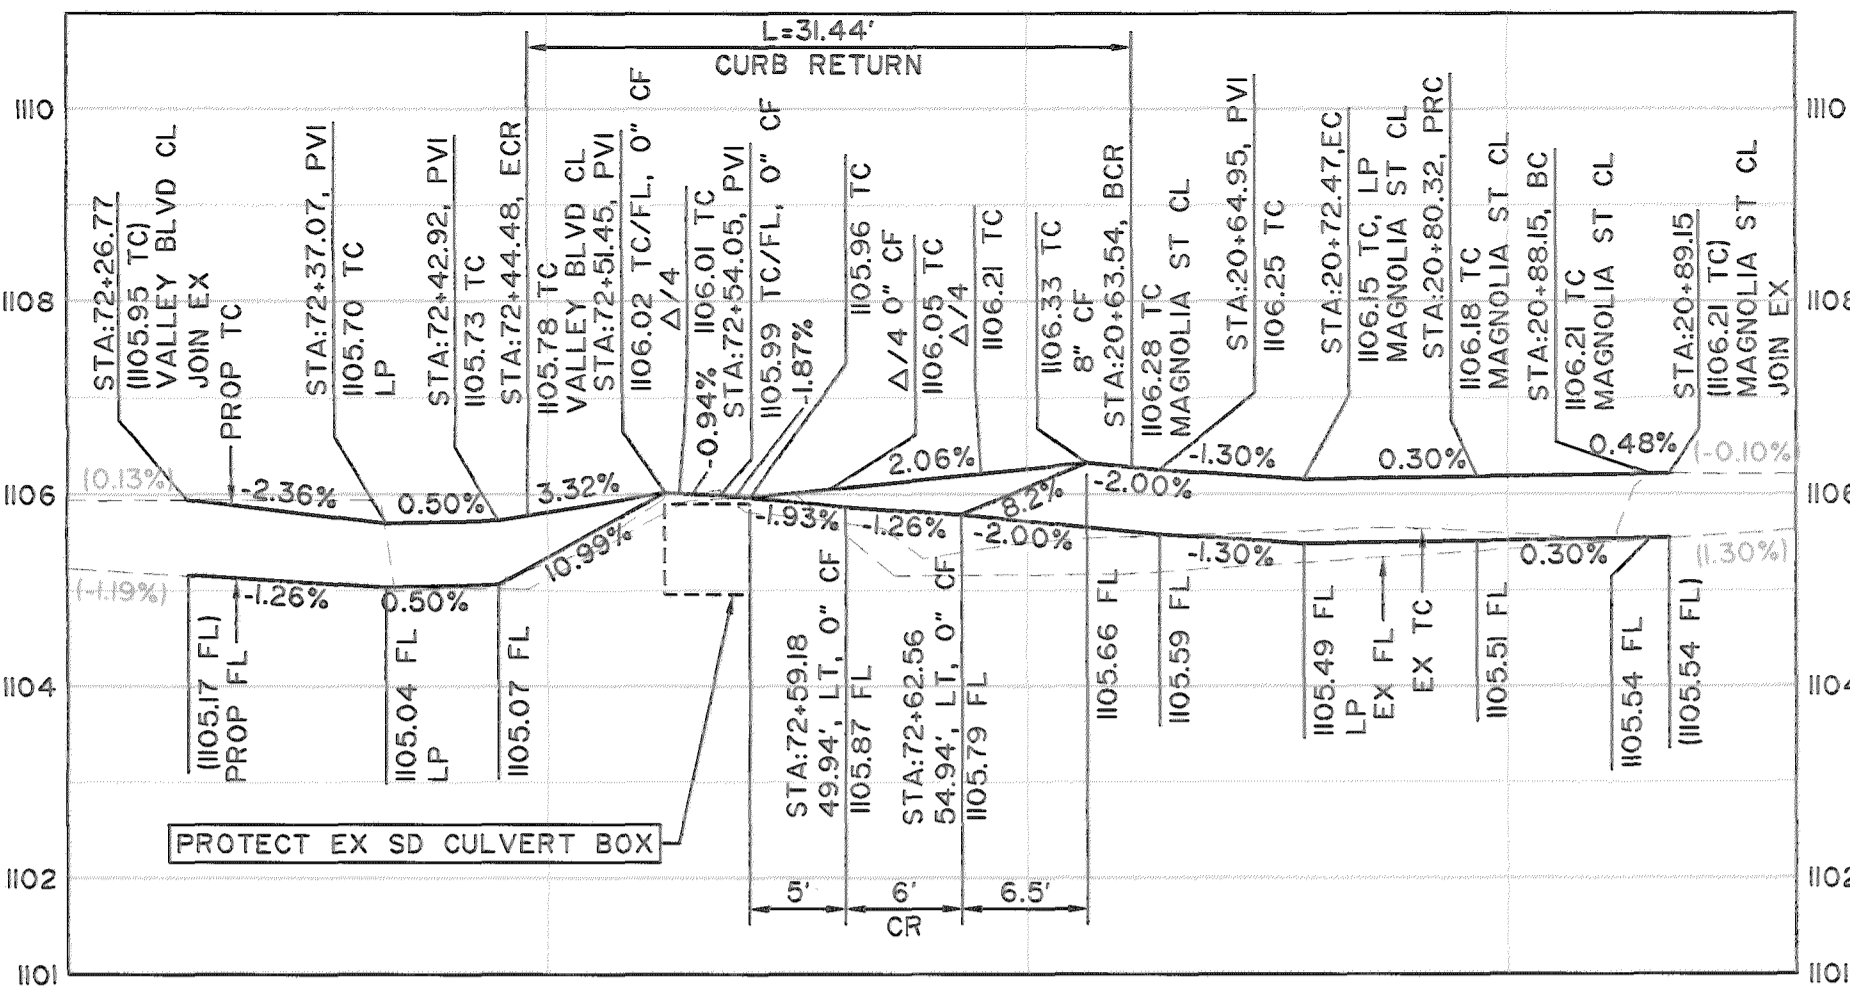 L=31.44'
CURB RETURN
1110
1108
1106
1104
1102
1101
1110
1108
1106
1104
1102
1101
STA:72+26.77
(1105.95 TC)
VALLEY BLVD CL
JOIN EX
PROP TC
STA:72+37.07, PVI
1105.70 TC
LP
STA:72+42.92, PVI
1105.73 TC
STA:72+44.48, ECR
1105.78 TC
VALLEY BLVD CL
STA:72+51.45, PVI
1106.02 TC/FL, 0" CF
Δ/4
1106.01 TC
-0.94%
STA:72+54.05, PVI
1105.99 TC/FL, 0" CF
-1.87%
1105.96 TC
Δ/4 0" CF
1106.05 TC
Δ/4
1106.21 TC
1106.33 TC
8" CF
STA:20+63.54, BCR
1106.28 TC
MAGNOLIA ST CL
STA:20+64.95, PVI
1106.25 TC
STA:20+72.47,EC
1106.15 TC, LP
MAGNOLIA ST CL
STA:20+80.32, PRC
1106.18 TC
MAGNOLIA ST CL
STA:20+88.15, BC
1106.21 TC
MAGNOLIA ST CL
STA:20+89.15
(1106.21 TC)
MAGNOLIA ST CL
JOIN EX
(0.13%)
-2.36%
0.50%
3.32%
2.06%
-1.30%
0.30%
0.48%
(-0.10%)
-2.00%
8.2%
(-1.19%)
-1.26%
0.50%
10.99%
-1.93%
-1.26%
-2.00%
-1.30%
0.30%
(1.30%)
(1105.17 FL)
PROP FL
1105.04 FL
LP
1105.07 FL
STA:72+59.18
49.94', LT, 0" CF
1105.87 FL
STA:72+62.56
54.94', LT, 0" CF
1105.79 FL
1105.66 FL
1105.59 FL
1105.49 FL
LP
EX FL
EX TC
1105.51 FL
1105.54 FL
(1105.54 FL)
PROTECT EX SD CULVERT BOX
5'
6'
6.5'
CR